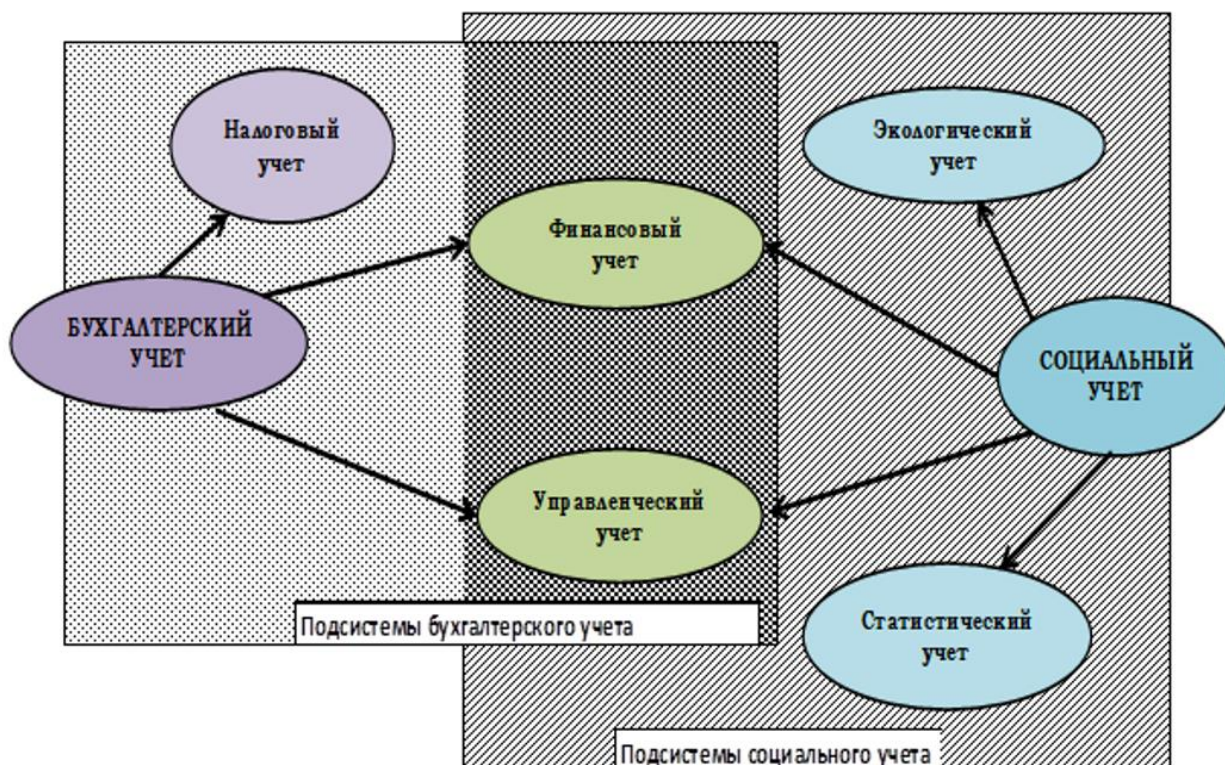 Налоговый
учет
Экологический
учет
Финансовый
учет
БУХГАЛТЕРСКИЙ
УЧЕТ
СОЦИАЛЬНЫЙ
УЧЕТ
Управленческий
учет
Статистический
учет
Подсистемы бухгалтерского учета
Подсистемы социального учета